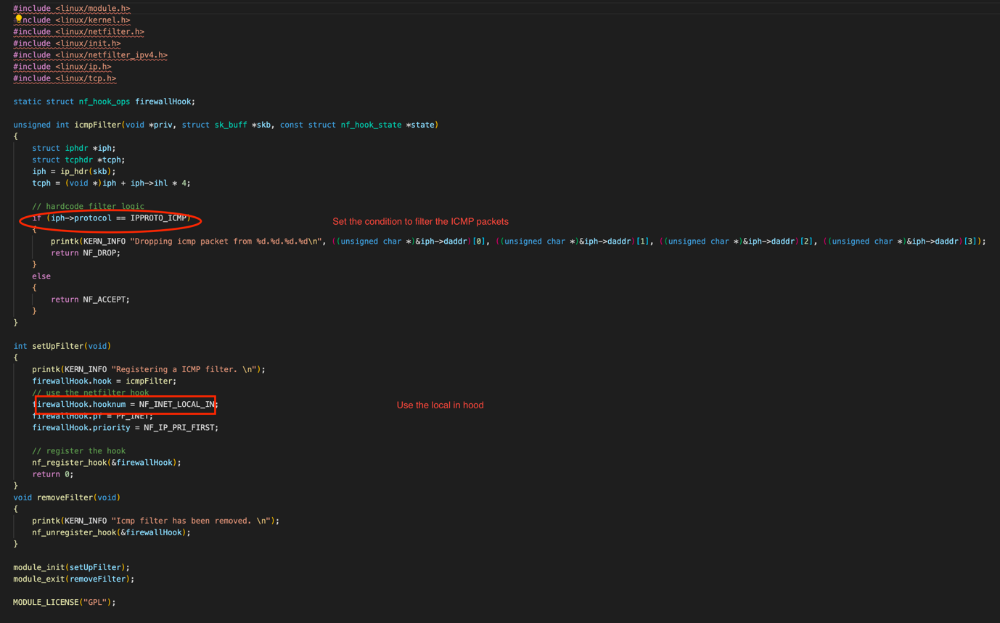 #include <linux/module.h>
#include <linux/kernel.h>
#include <linux/netfilter.h>
#include <linux/init.h>
#include <linux/netfilter_ipv4.h>
#include <linux/ip.h>
#include <linux/tcp.h>
static struct nf_hook_ops firewallHook;
unsigned int icmpFilter(void *priv, struct sk_buff *skb, const struct nf_hook_state *state)
{
struct iphdr *iph;
struct tcphdr *tcph;
iph = ip_hdr(skb);
tcph = (void *)iph + iph->ihl * 4;
// hardcode filter logic
if (iph->protocol == IPPROTO_ICMP)
Set the condition to filter the ICMP packets
{
printk(KERN_INFO "Dropping icmp packet from %d.%d.%d.%d\n", ((unsigned char *)&iph->daddr)[0], ((unsigned char *)&iph->daddr)[1], ((unsigned char *)&iph->daddr)[2], ((unsigned char *)&iph->daddr)[3]);
return NF_DROP;
}
else
{
return NF_ACCEPT;
}
}
int setUpFilter(void)
{
printk(KERN_INFO "Registering a ICMP filter. \n");
firewallHook.hook = icmpFilter;
// use the netfilter hook
firewallHook.hooknum = NF_INET_LOCAL_IN;
Use the local in hood
firewallHook.pf = PF_INET;
firewallHook.priority = NF_IP_PRI_FIRST;
// register the hook
nf_register_hook(&firewallHook);
return 0;
}
void removeFilter(void)
{
printk(KERN_INFO "Icmp filter has been removed. \n");
nf_unregister_hook(&firewallHook);
}
module_init(setUpFilter);
module_exit(removeFilter);
MODULE_LICENSE("GPL");